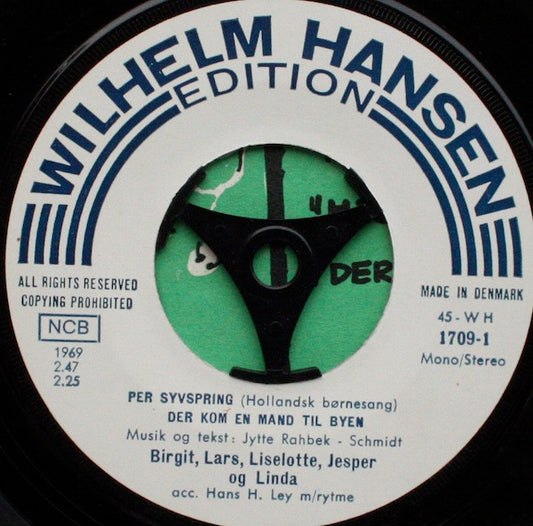 WILHELM HANSEN
EDITION
ALL RIGHTS RESERVED
COPYING PROHIBITED
NCB
1969
2.47
2.25
MADE IN DENMARK
45 - W H
1709-1
Mono/Stereo
DER
PER SYVSPRING (Hollandsk børnesang)
DER KOM EN MAND TIL BYEN
Musik og tekst: Jytte Rahbek - Schmidt
Birgit, Lars, Liselotte, Jesper
og Linda
acc. Hans H. Ley m/rytme